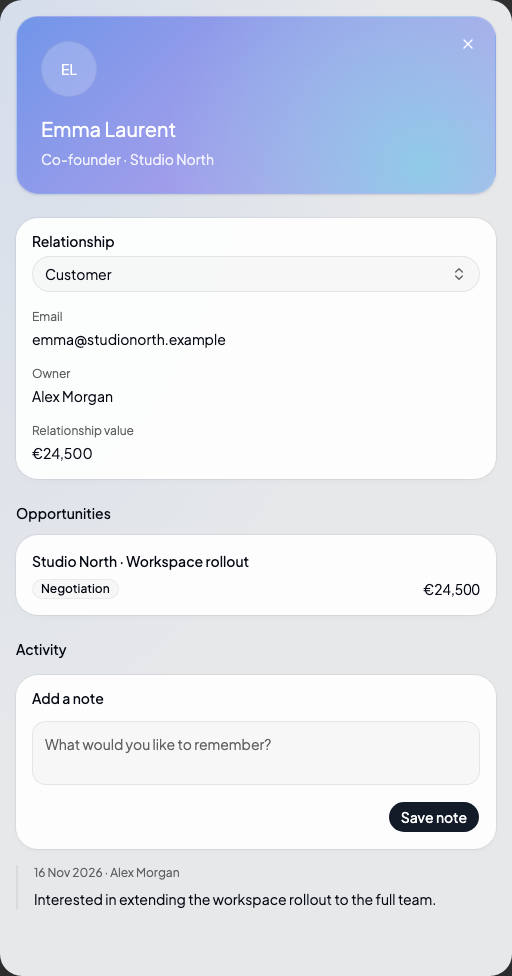 EL
Emma Laurent
Co-founder · Studio North
Relationship
Customer
Email
emma@studionorth.example
Owner
Alex Morgan
Relationship value
€24,500
Opportunities
Studio North · Workspace rollout
Negotiation €24,500
Activity
Add a note
What would you like to remember?
Save note
16 Nov 2026 · Alex Morgan
Interested in extending the workspace rollout to the full team.